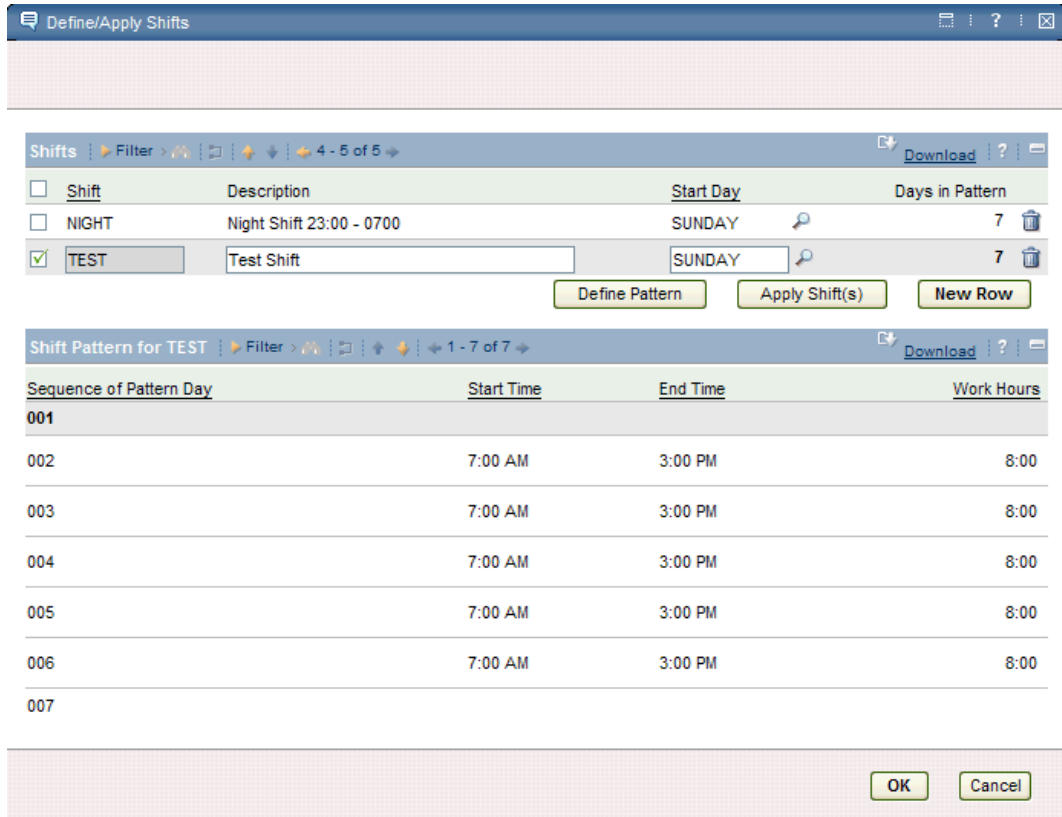 Define/Apply Shifts ?
Shifts Filter 4 - 5 of 5 Download ?
Shift Description Start Day Days in Pattern
NIGHT Night Shift 23:00 - 0700 SUNDAY 7
TEST Test Shift SUNDAY 7
Define Pattern Apply Shift(s) New Row
Shift Pattern for TEST Filter 1 - 7 of 7 Download ?
Sequence of Pattern Day Start Time End Time Work Hours
001
002 7:00 AM 3:00 PM 8:00
003 7:00 AM 3:00 PM 8:00
004 7:00 AM 3:00 PM 8:00
005 7:00 AM 3:00 PM 8:00
006 7:00 AM 3:00 PM 8:00
007
OK Cancel